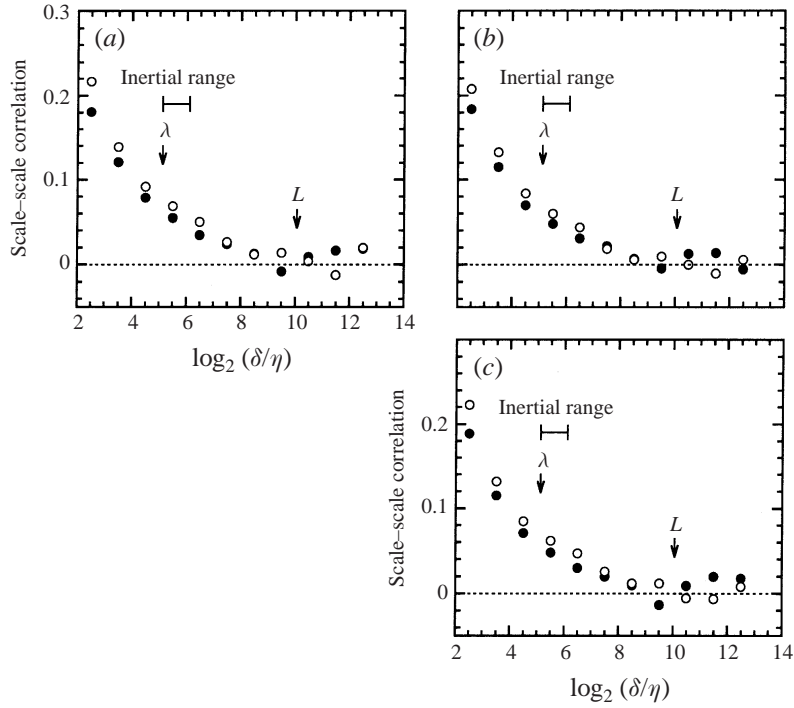 (a)
Inertial range
λ
L
0.3
0.2
0.1
0
Scale–scale correlation
2 4 6 8 10 12 14
log₂ (δ/η)
(b)
Inertial range
λ
L
(c)
Inertial range
λ
L
0.2
0.1
0
Scale–scale correlation
2 4 6 8 10 12 14
log₂ (δ/η)